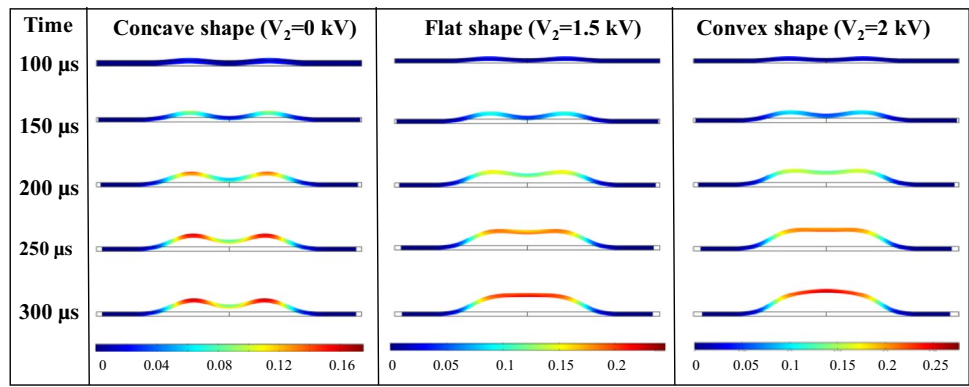 Time Concave shape (V₂=0 kV) Flat shape (V₂=1.5 kV) Convex shape (V₂=2 kV)
100 μs
150 μs
200 μs
250 μs
300 μs
0 0.04 0.08 0.12 0.16 0 0.05 0.1 0.15 0.2 0 0.05 0.1 0.15 0.2 0.25